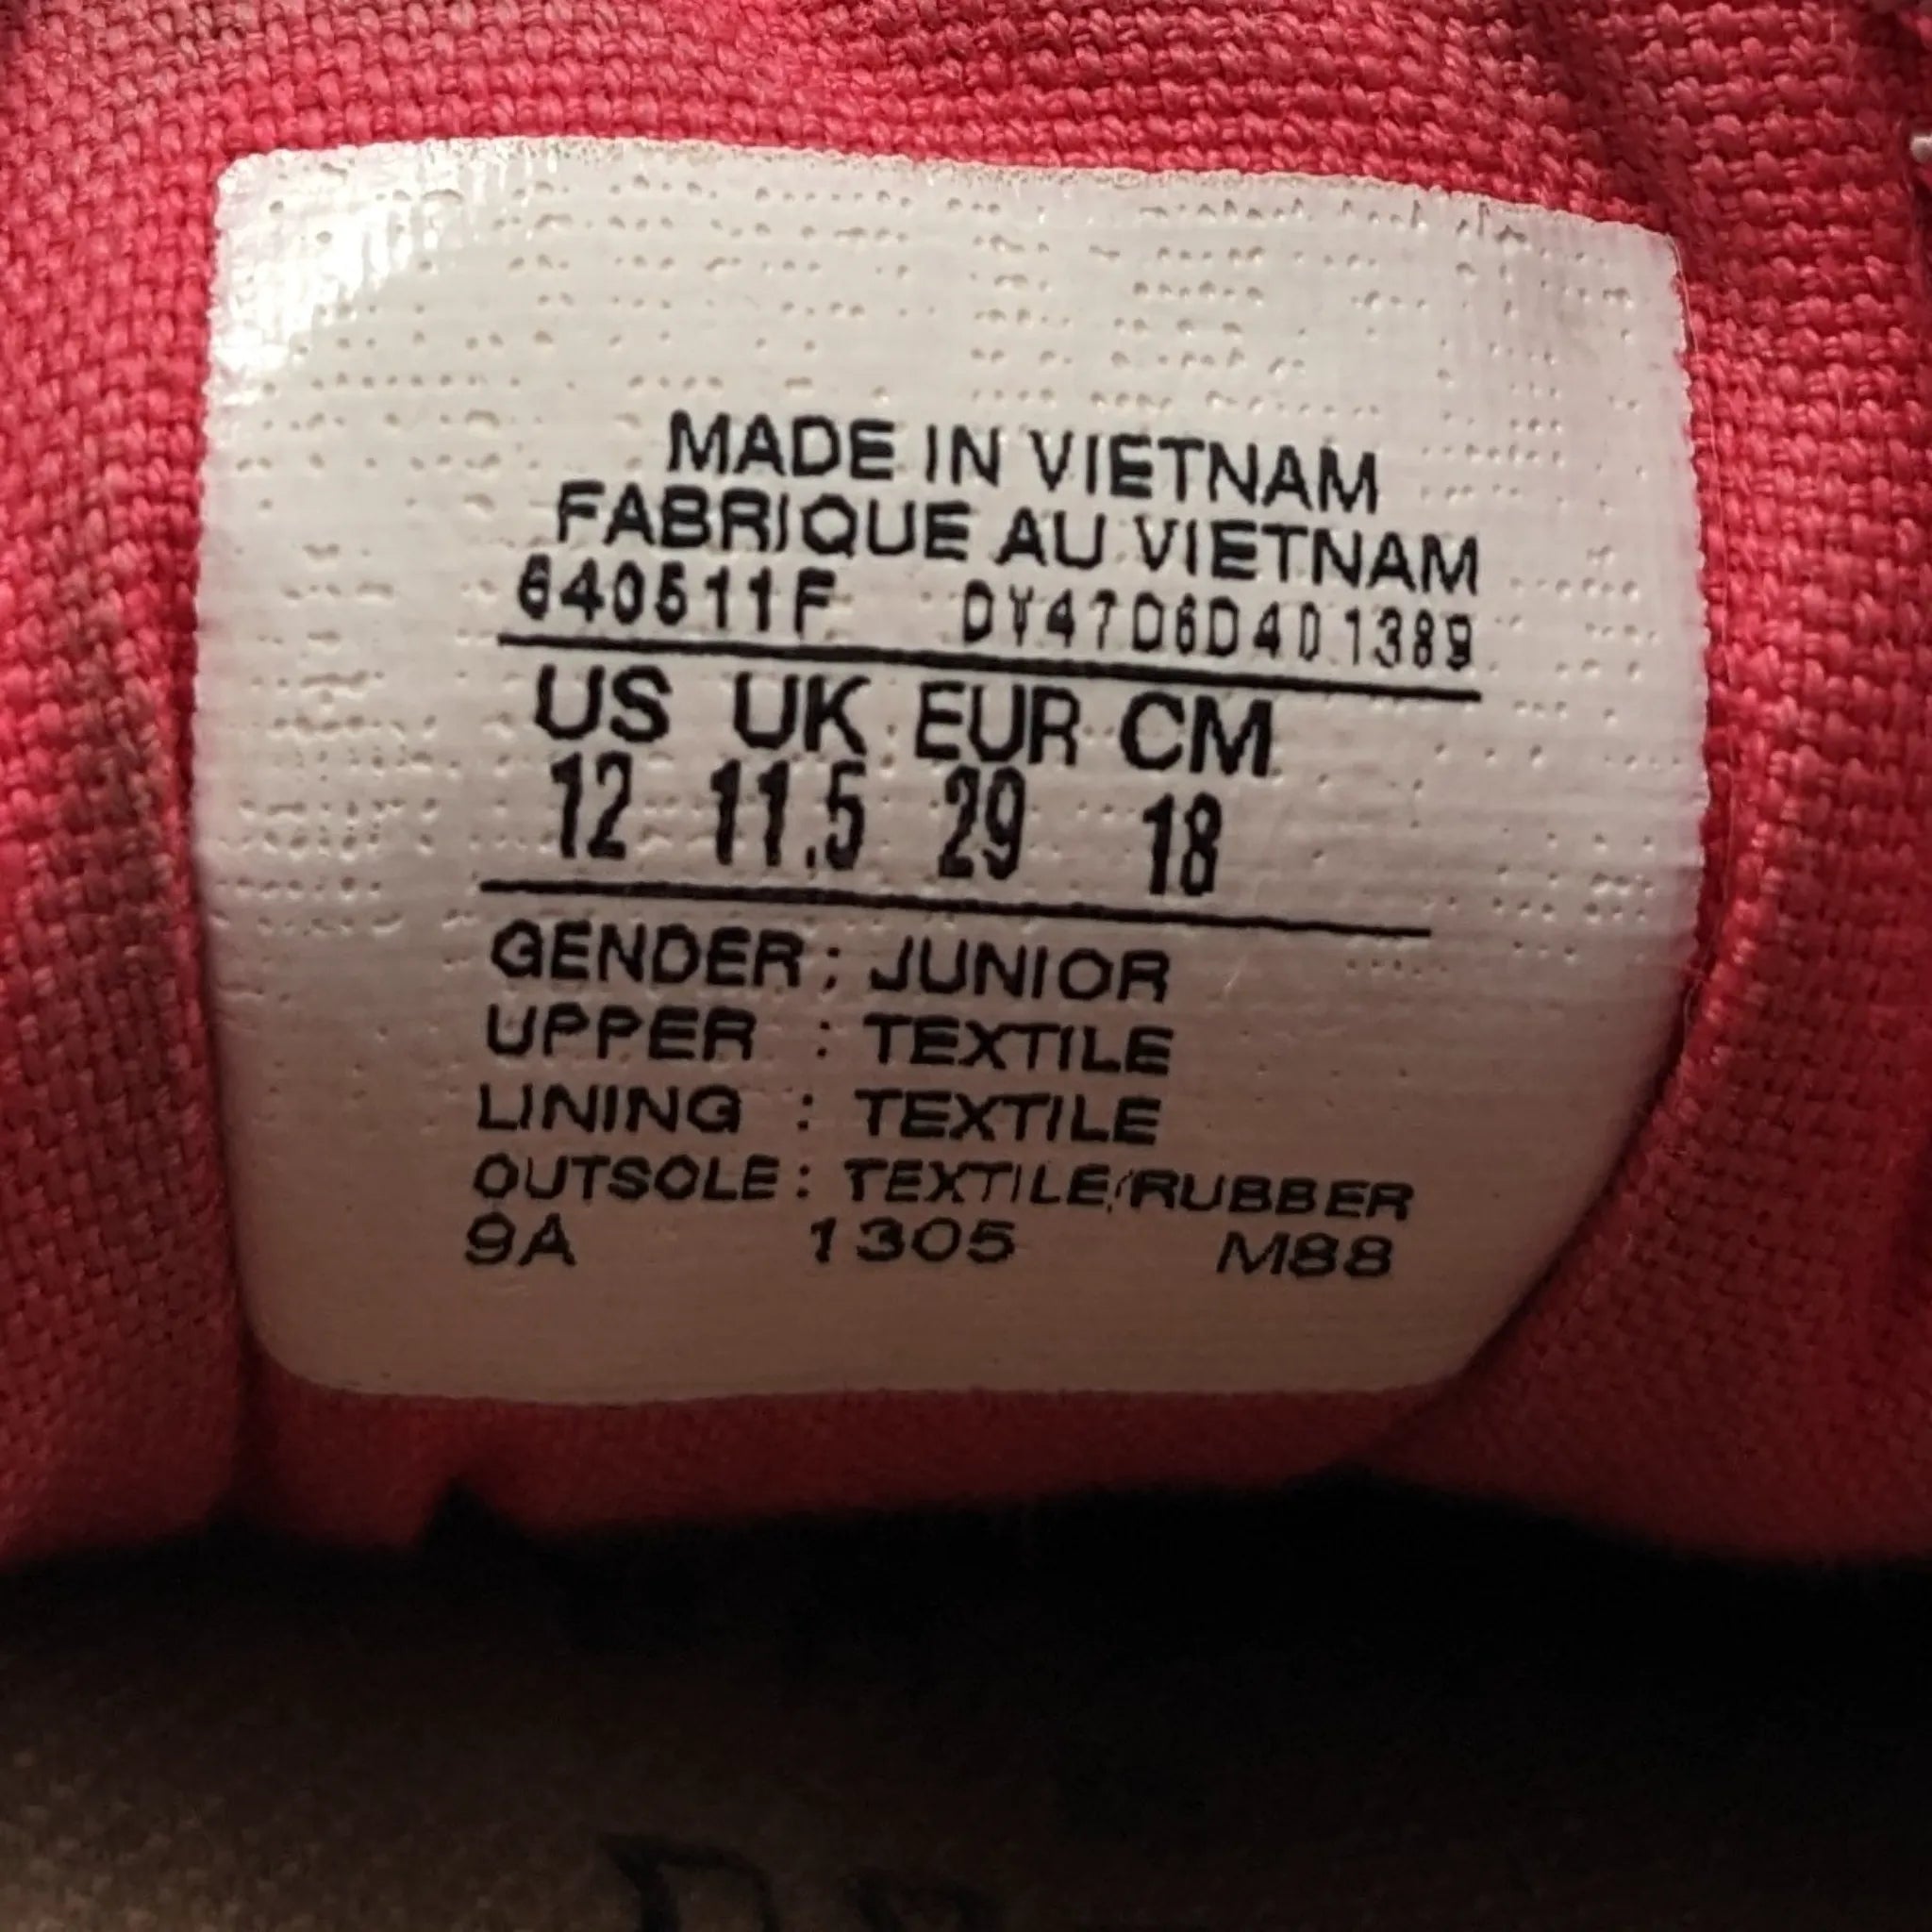 MADE IN VIETNAM
FABRIQUE AU VIETNAM
640511F DY47D6D4D1389
US UK EUR CM
12 11.5 29 18
GENDER: JUNIOR
UPPER : TEXTILE
LINING : TEXTILE
OUTSOLE: TEXTILE/RUBBER
9A 1305 M88